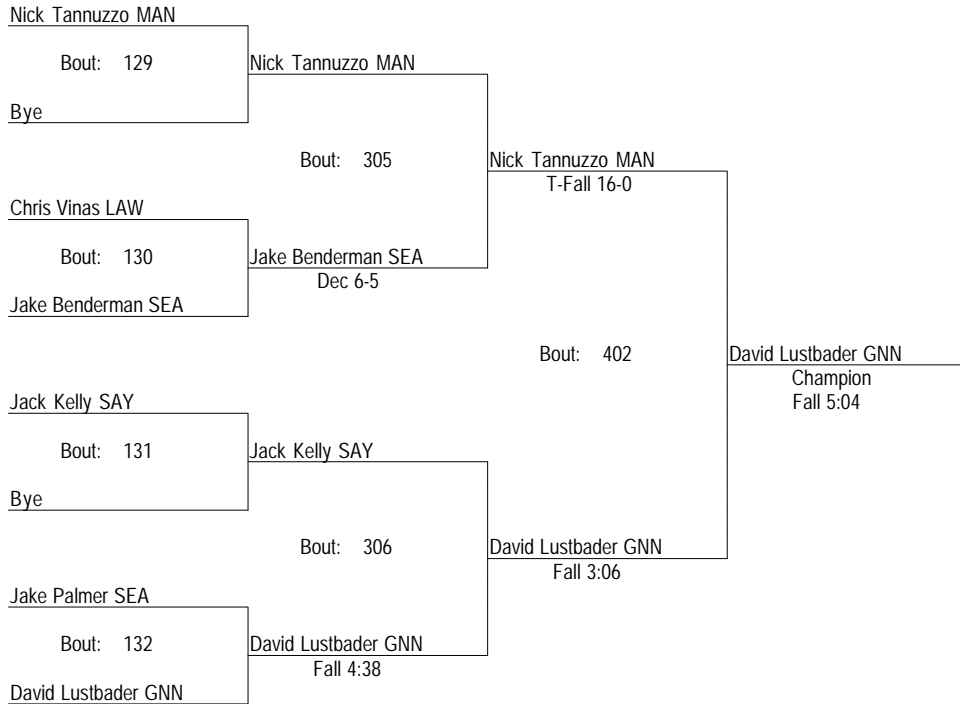 Nick Tannuzzo MAN
Bout: 129
Nick Tannuzzo MAN
Bye
Bout: 305
Nick Tannuzzo MAN
T-Fall 16-0
Chris Vinas LAW
Bout: 130
Jake Benderman SEA
Dec 6-5
Jake Benderman SEA
Bout: 402
David Lustbader GNN
Champion
Fall 5:04
Jack Kelly SAY
Bout: 131
Jack Kelly SAY
Bye
Bout: 306
David Lustbader GNN
Fall 3:06
Jake Palmer SEA
Bout: 132
David Lustbader GNN
Fall 4:38
David Lustbader GNN